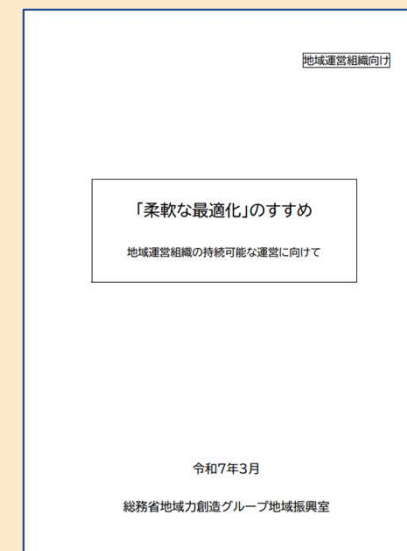 地域運営組織向け
「柔軟な最適化」のすすめ
地域運営組織の持続可能な運営に向けて
令和7年3月
総務省地域力創造グループ地域振興室